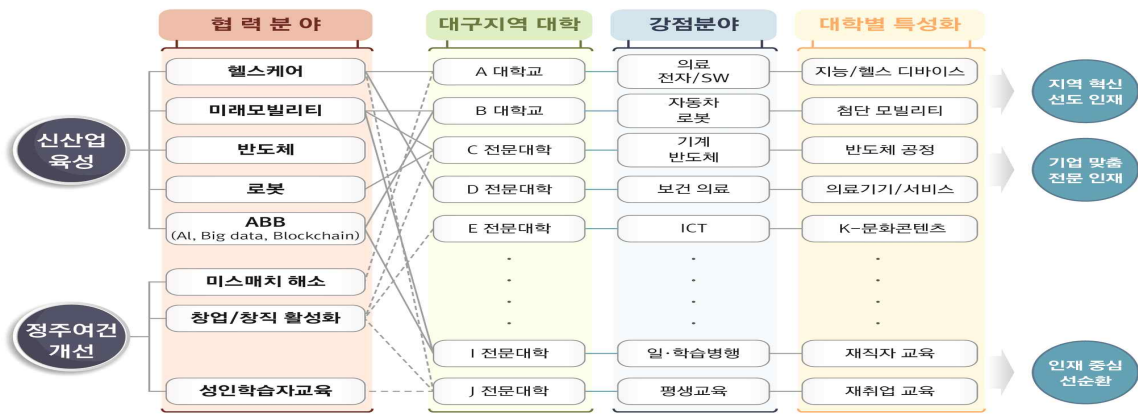 협력분야
대구지역 대학
강점분야
대학별 특성화
신산업
육성
헬스케어
미래모빌리티
반도체
로봇
ABB
(AI, Big data, Blockchain)
정주여건
개선
미스매치 해소
창업/창직 활성화
성인학습자교육
A 대학교
B 대학교
C 전문대학
D 전문대학
E 전문대학
I 전문대학
J 전문대학
의료
전자/SW
자동차
로봇
기계
반도체
보건 의료
ICT
일·학습병행
평생교육
지능/헬스 디바이스
첨단 모빌리티
반도체 공정
의료기기/서비스
K-문화콘텐츠
재직자 교육
재취업 교육
지역 혁신
선도 인재
기업 맞춤
전문 인재
인재 중심
선순환